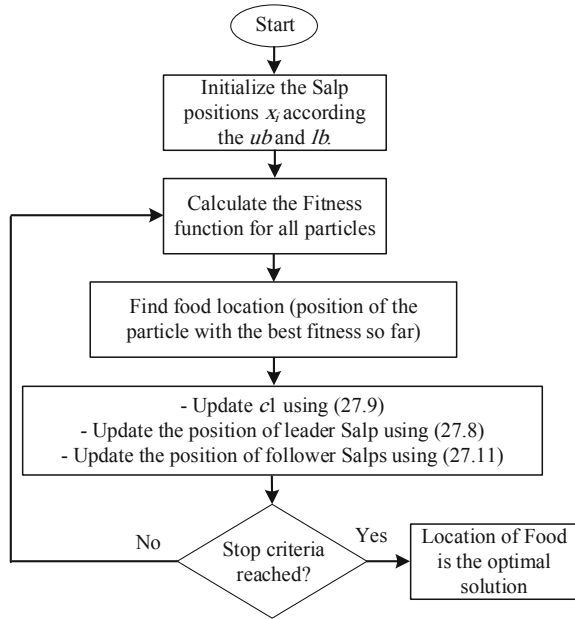 Start
Initialize the Salp
positions xi according
the ub and lb.
Calculate the Fitness
function for all particles
Find food location (position of the
particle with the best fitness so far)
- Update c1 using (27.9)
- Update the position of leader Salp using (27.8)
- Update the position of follower Salps using (27.11)
No
Stop criteria
reached?
Yes
Location of Food
is the optimal
solution